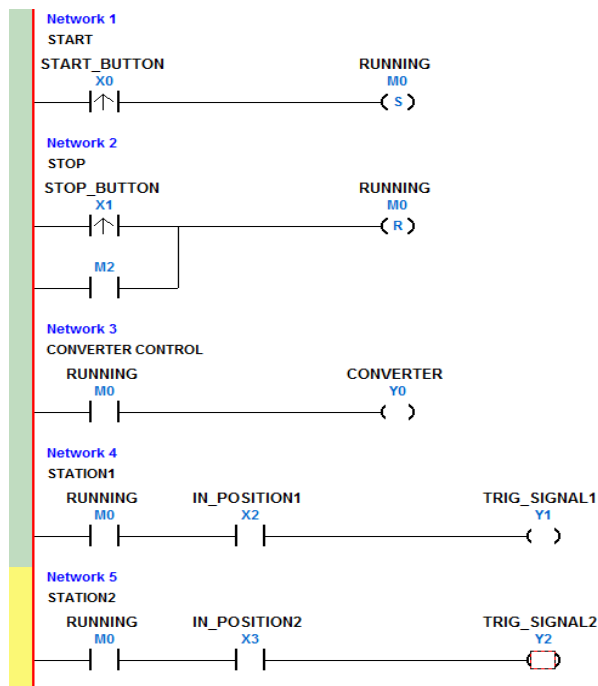 Network 1
START
START_BUTTON RUNNING
X0 M0
S
Network 2
STOP
STOP_BUTTON RUNNING
X1 M0
R
M2
Network 3
CONVERTER CONTROL
RUNNING CONVERTER
M0 Y0
Network 4
STATION1
RUNNING IN_POSITION1 TRIG_SIGNAL1
M0 X2 Y1
Network 5
STATION2
RUNNING IN_POSITION2 TRIG_SIGNAL2
M0 X3 Y2